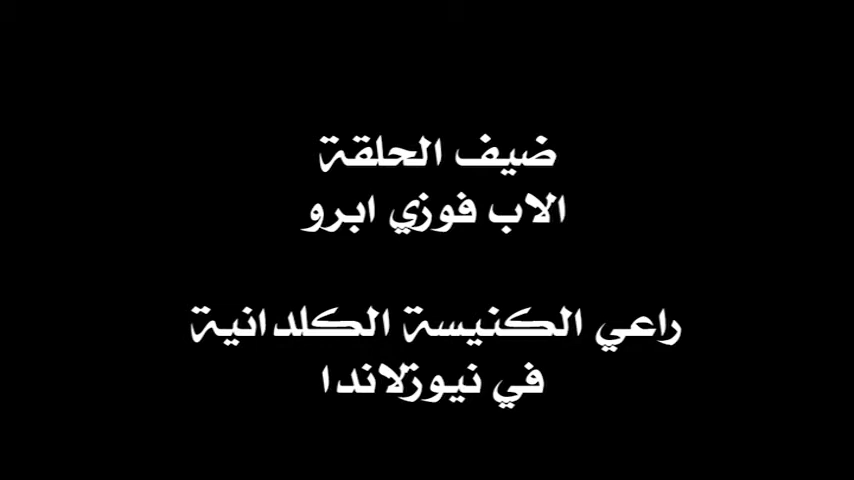 ضيف الحلقة
الاب فوزي ابرو
راعي الكنيسة الكلدانية
في نيوزلاندا